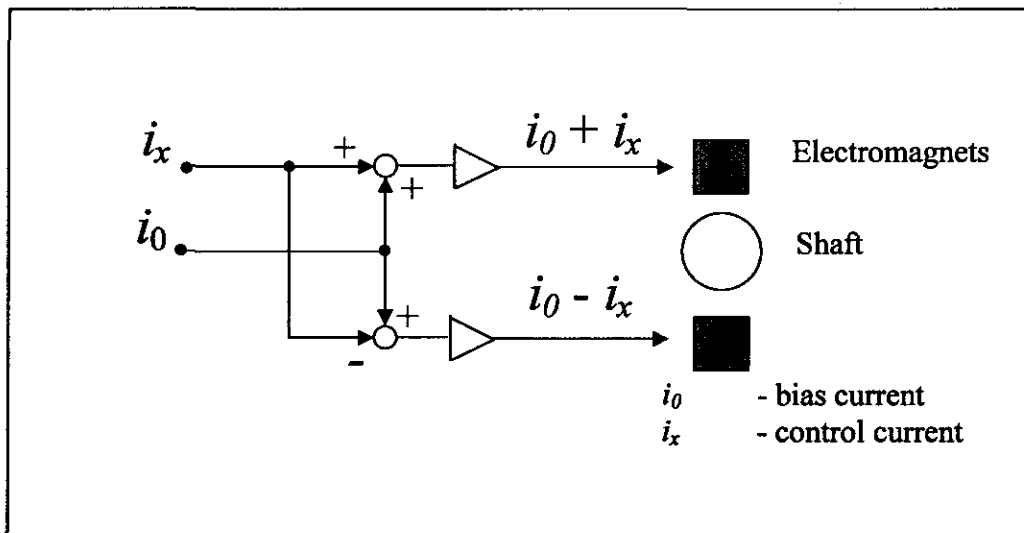 i_x
+
+
i_0 + i_x
Electromagnets
i_0
Shaft
+
-
i_0 - i_x
i_0 - bias current
i_x - control current